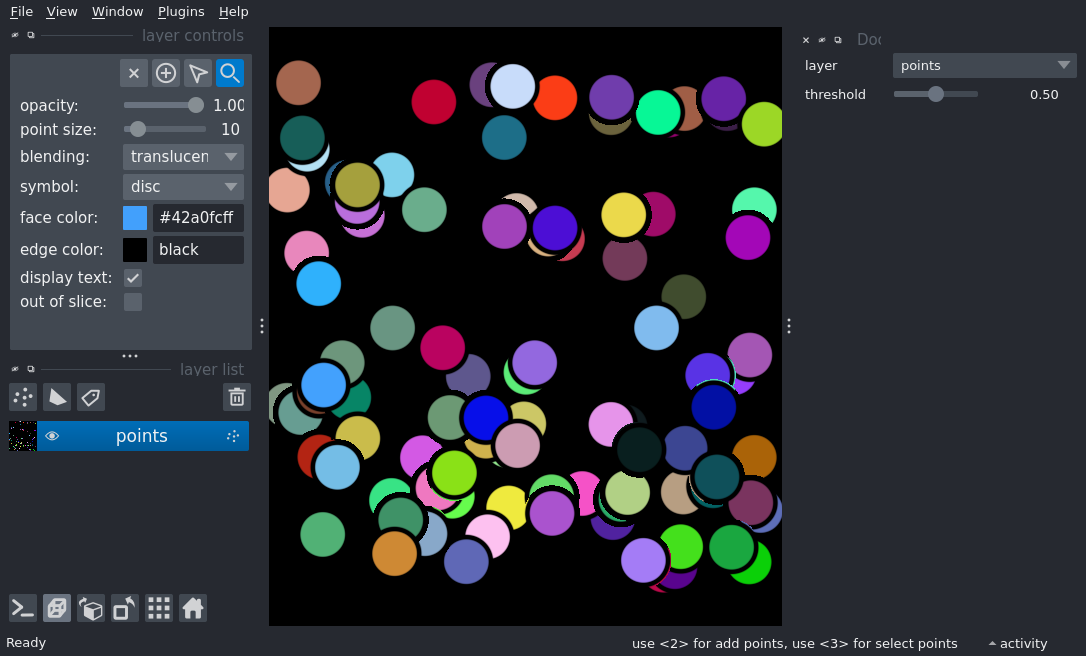 File View Window Plugins Help
layer controls
opacity: 1.00
point size: 10
blending: translucen
symbol: disc
face color: #42a0fcff
edge color: black
display text:
out of slice:
layer list
points
Ready
Doc
layer points
threshold 0.50
use <2> for add points, use <3> for select points activity